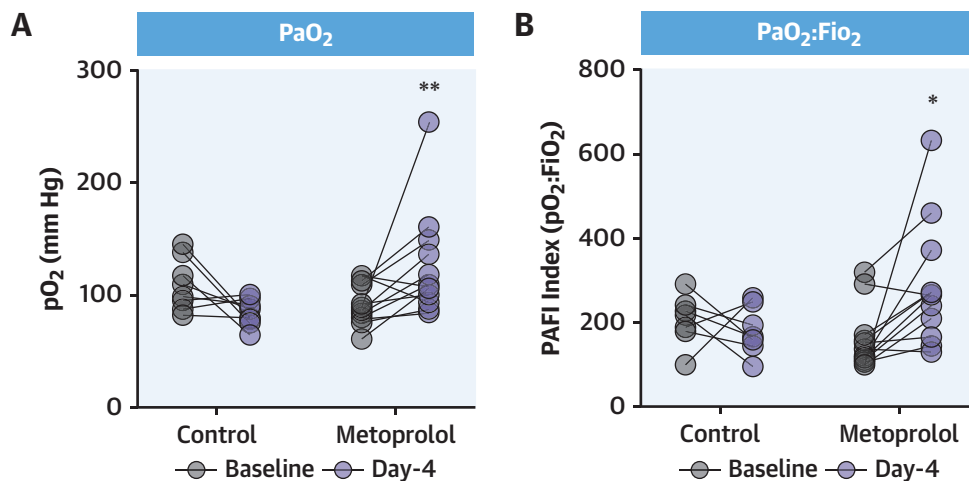 A
PaO₂
pO₂ (mm Hg)
300
200
100
0
**
Control
Metoprolol
Baseline
Day-4
B
PaO₂:Fio₂
PAFI Index (pO₂:FiO₂)
800
600
400
200
0
*
Control
Metoprolol
Baseline
Day-4